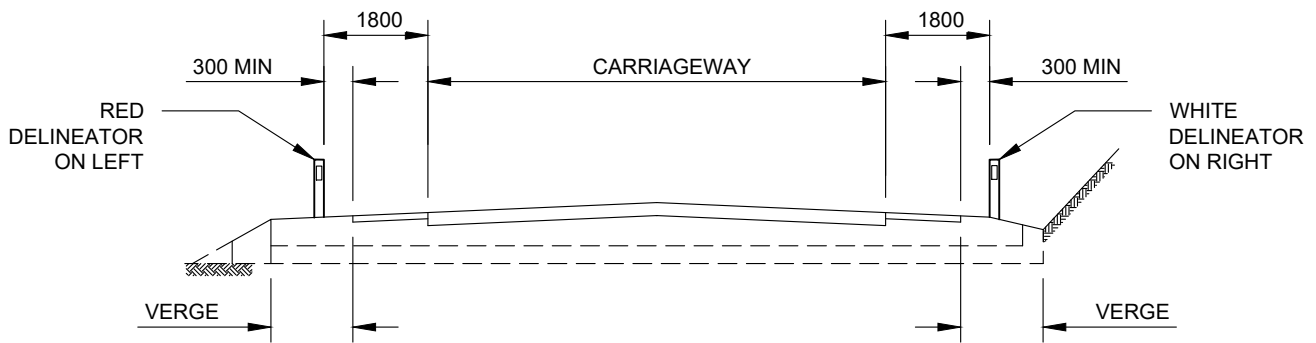 1800
1800
300 MIN
CARRIAGEWAY
300 MIN
RED
DELINEATOR
ON LEFT
WHITE
DELINEATOR
ON RIGHT
VERGE
VERGE